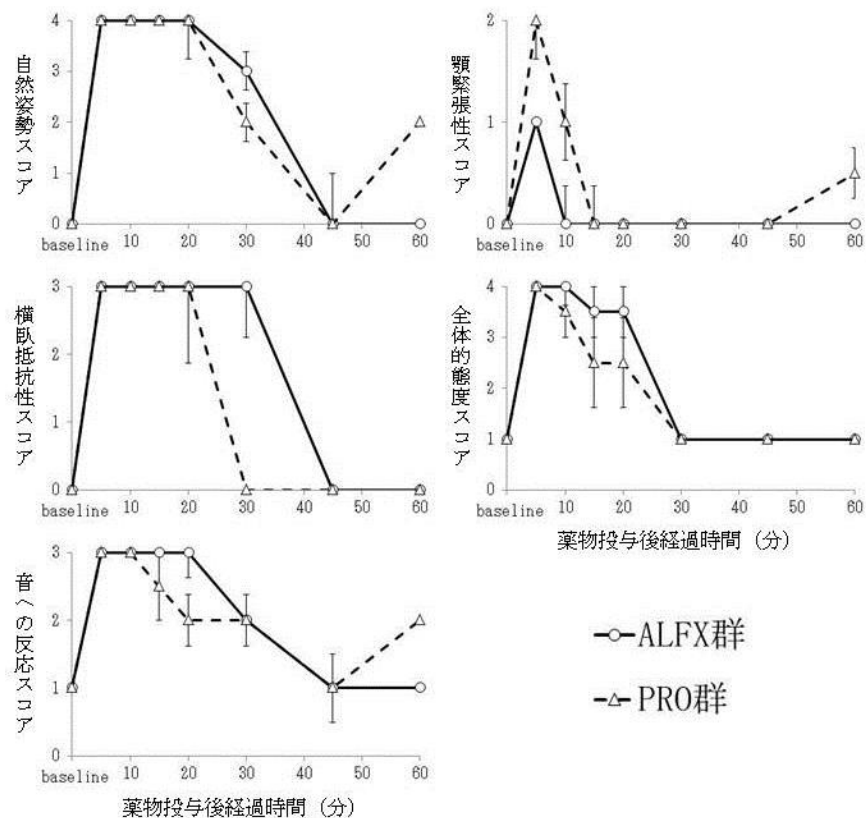 自然姿勢スコア
4
3
2
1
0
baseline 10 20 30 40 50 60
顎緊張性スコア
2
1
0
baseline 10 20 30 40 50 60
横臥抵抗性スコア
3
2
1
0
baseline 10 20 30 40 50 60
全体的態度スコア
4
3
2
1
0
baseline 10 20 30 40 50 60
薬物投与後経過時間（分）
音への反応スコア
3
2
1
0
baseline 10 20 30 40 50 60
薬物投与後経過時間（分）
ALFX群
PRO群